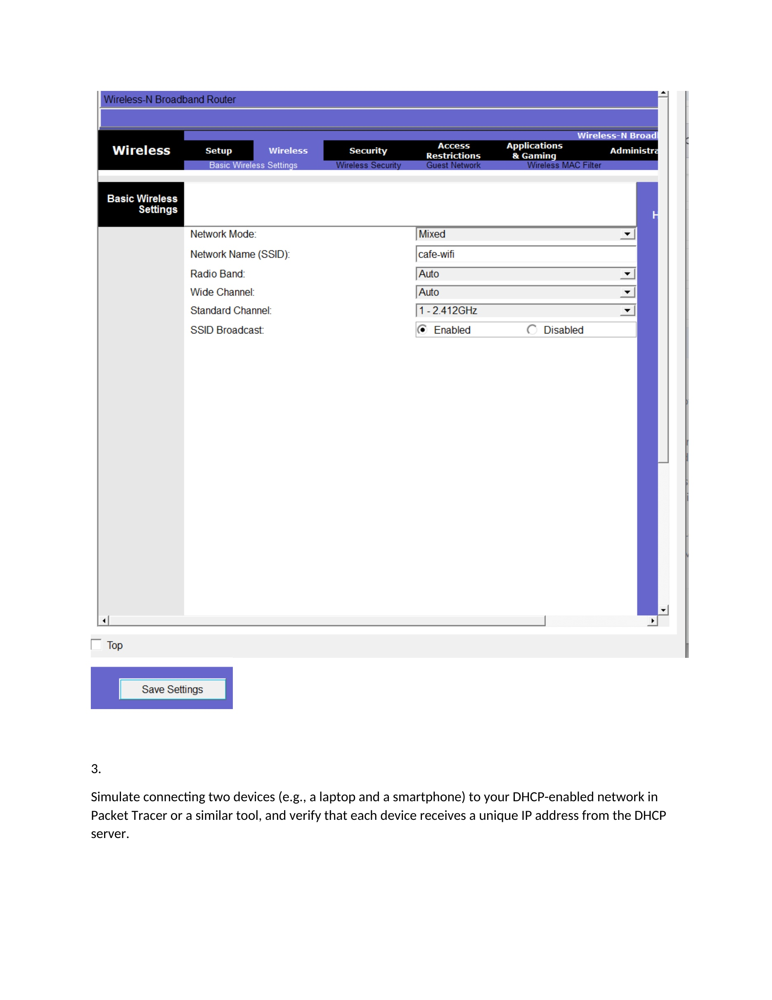 Wireless-N Broadband Router
Wireless-N Broad
Wireless
Setup
Wireless
Security
Access
Restrictions
Applications
& Gaming
Administra
Basic Wireless Settings
Wireless Security
Guest Network
Wireless MAC Filter
Basic Wireless
Settings
H
Network Mode:
Mixed
Network Name (SSID):
cafe-wifi
Radio Band:
Auto
Wide Channel:
Auto
Standard Channel:
1 - 2.412GHz
SSID Broadcast:
Enabled
Disabled
Top
Save Settings
3.
Simulate connecting two devices (e.g., a laptop and a smartphone) to your DHCP-enabled network in
Packet Tracer or a similar tool, and verify that each device receives a unique IP address from the DHCP
server.